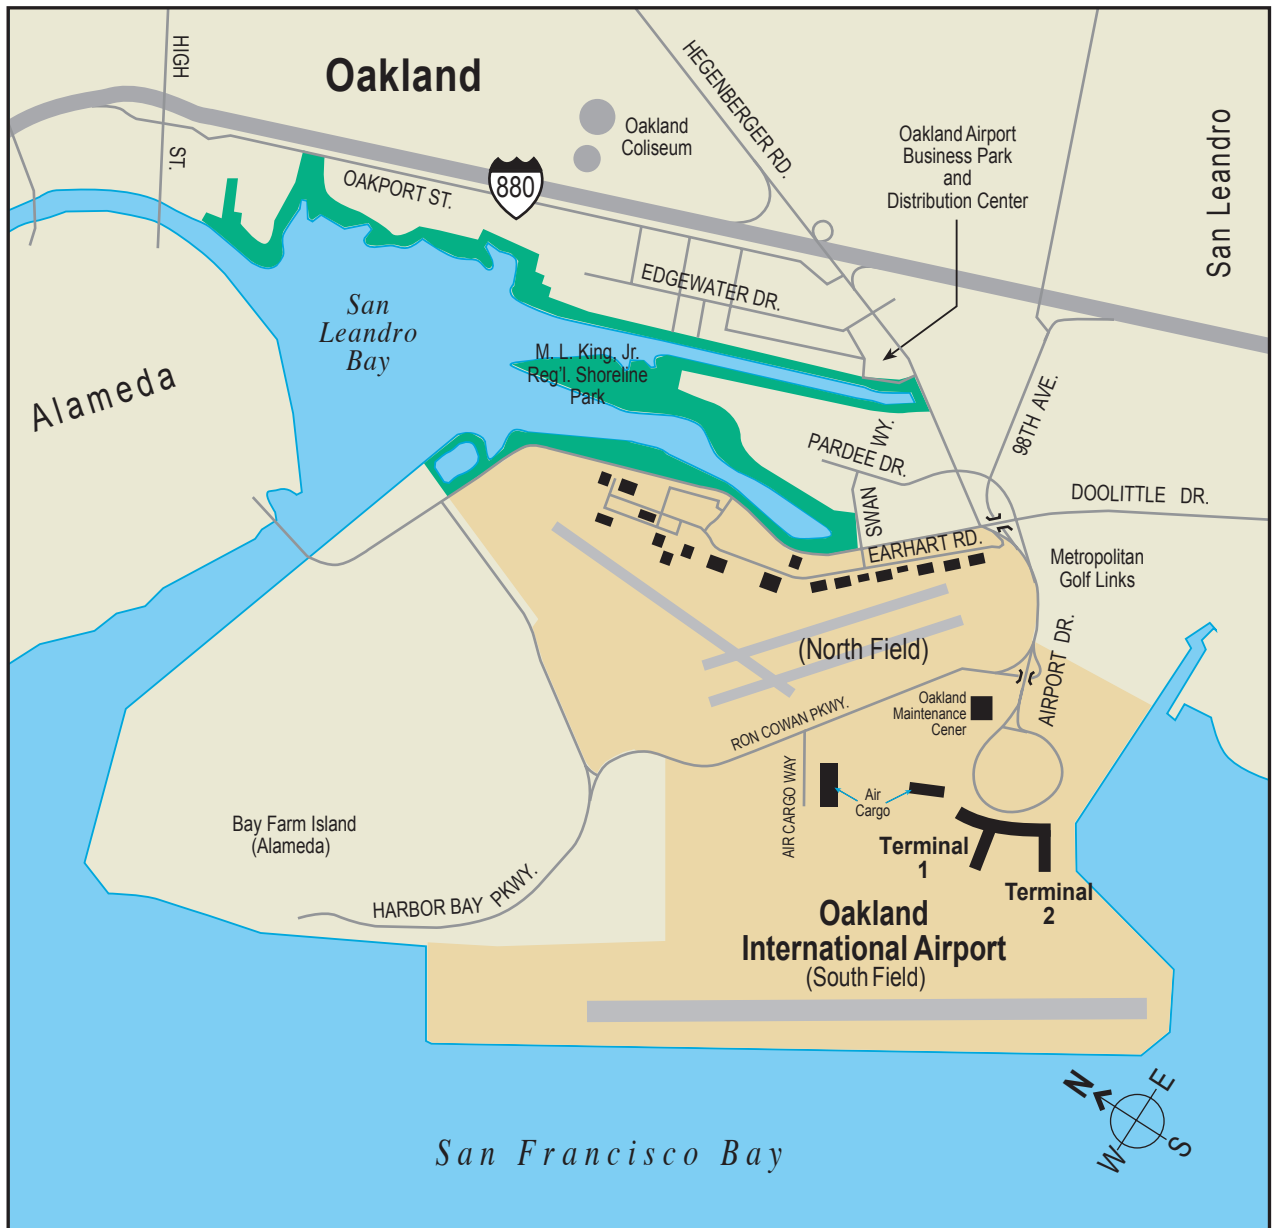 HIGH
ST.
Oakland
HEGENBERGER RD.
Oakland
Coliseum
Oakland Airport
Business Park
and
Distribution Center
San Leandro
OAKPORT ST.
880
EDGEWATER DR.
San
Leandro
Bay
M. L. King, Jr.
Reg'l. Shoreline
Park
Alameda
98TH AVE.
PARDEE DR.
SWAN WY.
DOOLITTLE DR.
EARHART RD.
Metropolitan
Golf Links
(North Field)
AIRPORT DR.
Oakland
Maintenance
Cener
RON COWAN PKWY.
AIR CARGO WAY
Air
Cargo
Bay Farm Island
(Alameda)
Terminal
1
Terminal
2
HARBOR BAY PKWY.
Oakland
International Airport
(South Field)
N
E
W
S
San Francisco Bay